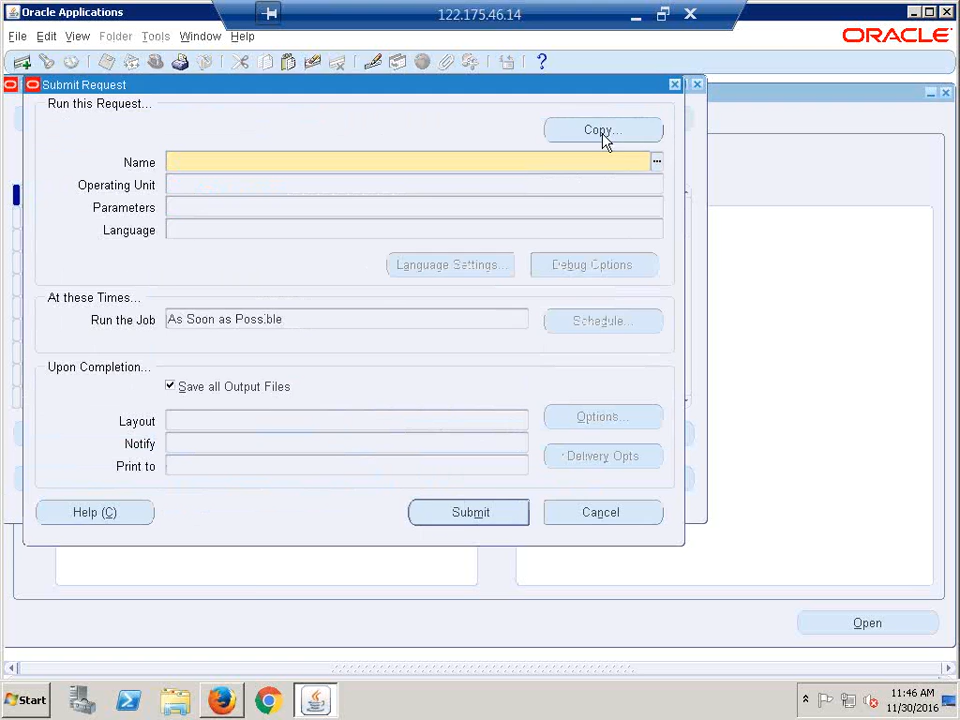 Oracle Applications
122.175.46.14
File Edit View Folder Tools Window Help
ORACLE
Submit Request
Run this Request...
Copy...
Name
Operating Unit
Parameters
Language
Language Settings...
Debug Options
At these Times...
Run the Job
As Soon as Possible
Schedule...
Upon Completion...
Save all Output Files
Layout
Options...
Notify
Delivery Opts
Print to
Help (C)
Submit
Cancel
Open
Start
11:46 AM
11/30/2016